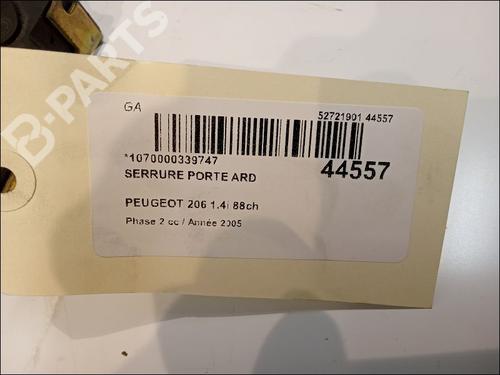 GA
52721901 44557
*1070000339747
SERRURE PORTE ARD
44557
PEUGEOT 206 1.4i 88ch
Phase 2 cc / Année 2005
B-PARTS